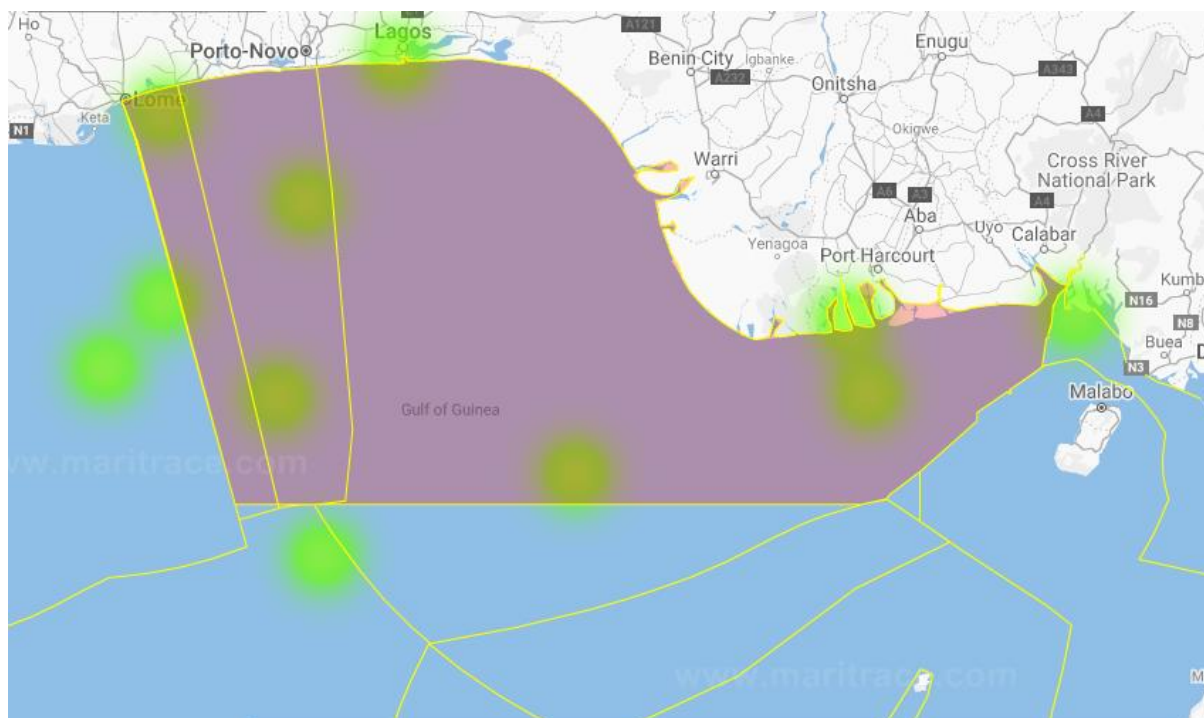 Ho
Porto-Novo
Lagos
A121
Benin City
Igbanke
A232
Enugu
Onitsha
A343
Lome
Keta
N1
A4
Okigwe
Warri
Cross River
National Park
A6
A3
A4
Aba
Uyo
Calabar
Yenagoa
Port Harcourt
N16
Kumb
N8
Buea
N3
D
Malabo
Gulf of Guinea
www.maritrace.com
www.maritrace.com
M